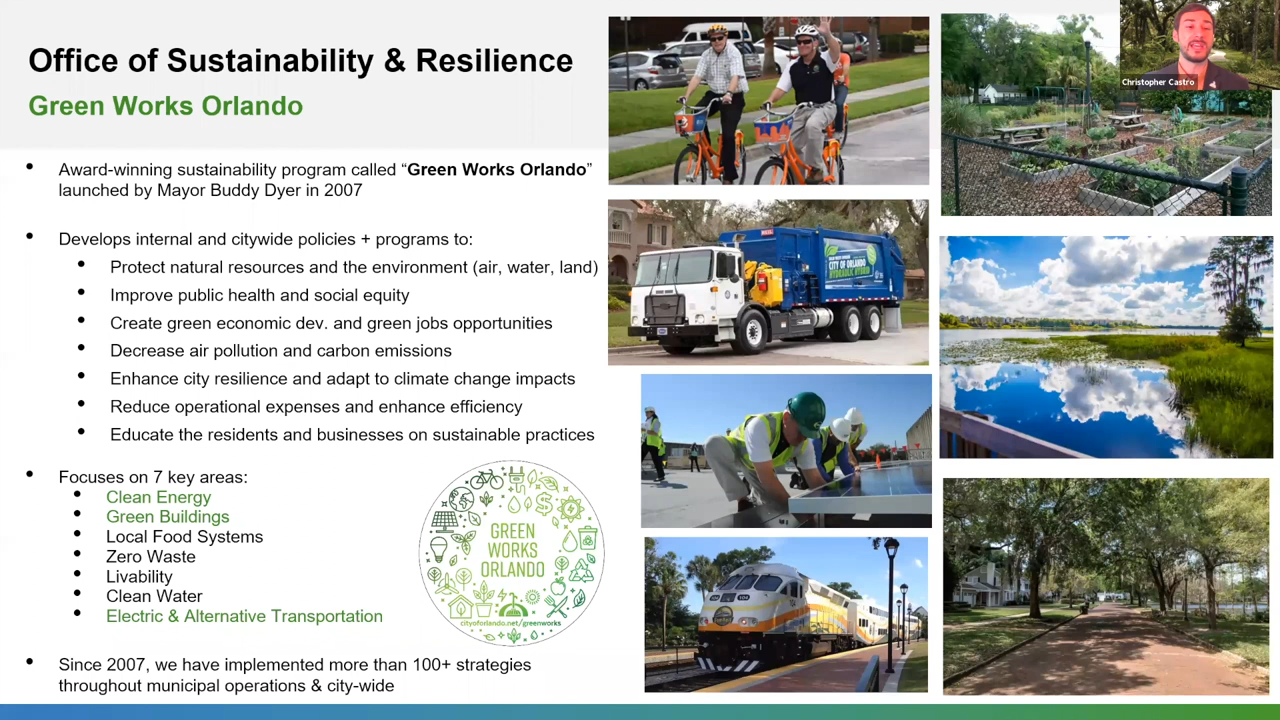 Office of Sustainability & Resilience
Green Works Orlando
Award-winning sustainability program called “Green Works Orlando”
launched by Mayor Buddy Dyer in 2007
Develops internal and citywide policies + programs to:
Protect natural resources and the environment (air, water, land)
Improve public health and social equity
Create green economic dev. and green jobs opportunities
Decrease air pollution and carbon emissions
Enhance city resilience and adapt to climate change impacts
Reduce operational expenses and enhance efficiency
Educate the residents and businesses on sustainable practices
Focuses on 7 key areas:
Clean Energy
Green Buildings
Local Food Systems
Zero Waste
Livability
Clean Water
Electric & Alternative Transportation
Since 2007, we have implemented more than 100+ strategies
throughout municipal operations & city-wide
GREEN
WORKS
ORLANDO
cityoforlando.net/greenworks
CITY OF ORLANDO
HYDRAULIC HYBRID
Christopher Castro